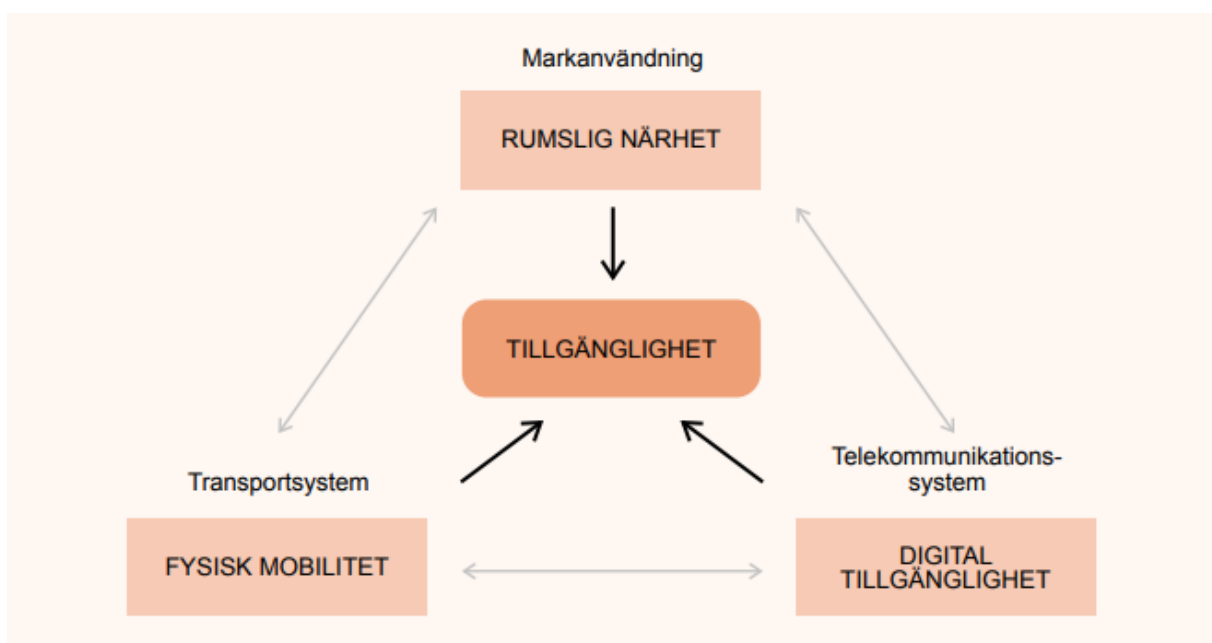 Markanvändning
RUMSLIG NÄRHET
TILLGÄNGLIGHET
Transportsystem
FYSISK MOBILITET
Telekommunikations-
system
DIGITAL
TILLGÄNGLIGHET